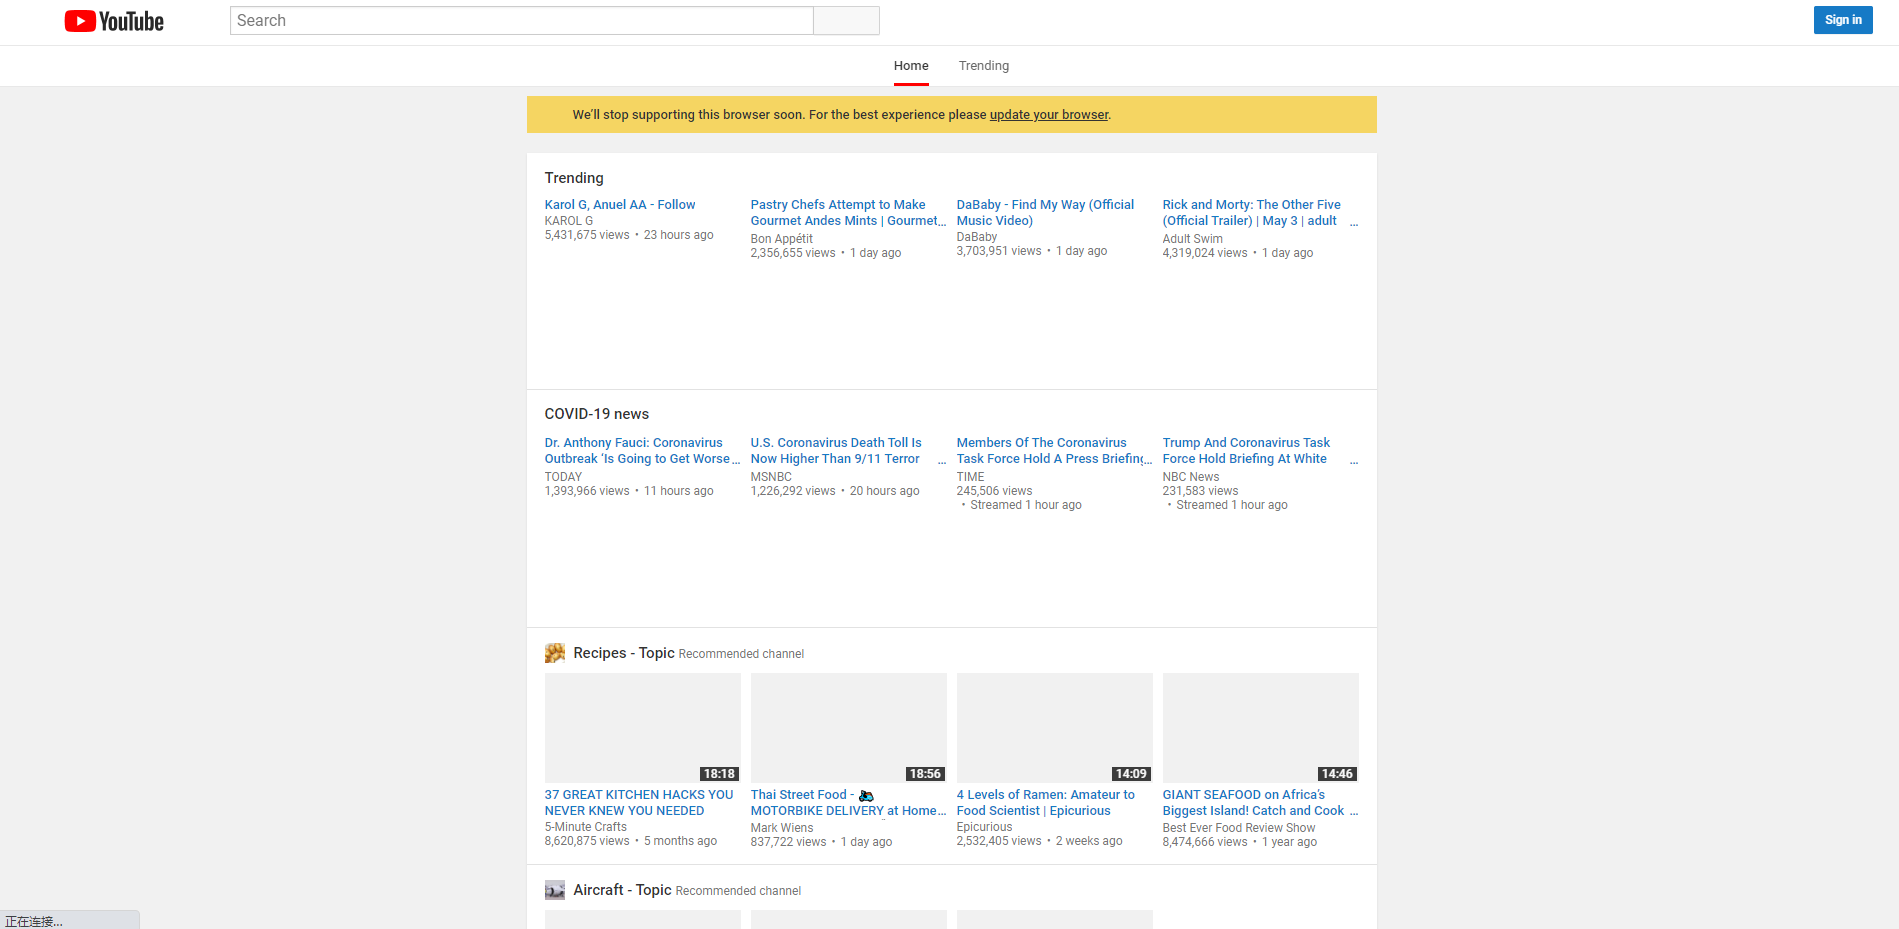 YouTube
Search
Sign in
Home
Trending
We'll stop supporting this browser soon. For the best experience please update your browser.
Trending
Karol G, Anuel AA - Follow
KAROL G
5,431,675 views • 23 hours ago
Pastry Chefs Attempt to Make
Gourmet Andes Mints | Gourmet...
Bon Appétit
2,356,655 views • 1 day ago
DaBaby - Find My Way (Official
Music Video)
DaBaby
3,703,951 views • 1 day ago
Rick and Morty: The Other Five
(Official Trailer) | May 3 | adult ...
Adult Swim
4,319,024 views • 1 day ago
COVID-19 news
Dr. Anthony Fauci: Coronavirus
Outbreak ‘Is Going to Get Worse...
TODAY
1,393,966 views • 11 hours ago
U.S. Coronavirus Death Toll Is
Now Higher Than 9/11 Terror ...
MSNBC
1,226,292 views • 20 hours ago
Members Of The Coronavirus
Task Force Hold A Press Briefing...
TIME
245,506 views
• Streamed 1 hour ago
Trump And Coronavirus Task
Force Hold Briefing At White ...
NBC News
231,583 views
• Streamed 1 hour ago
Recipes - Topic Recommended channel
18:18
37 GREAT KITCHEN HACKS YOU
NEVER KNEW YOU NEEDED
5-Minute Crafts
8,620,875 views • 5 months ago
18:56
Thai Street Food - 🏍
MOTORBIKE DELIVERY at Home...
Mark Wiens
837,722 views • 1 day ago
14:09
4 Levels of Ramen: Amateur to
Food Scientist | Epicurious
Epicurious
2,532,405 views • 2 weeks ago
14:46
GIANT SEAFOOD on Africa’s
Biggest Island! Catch and Cook ...
Best Ever Food Review Show
8,474,666 views • 1 year ago
Aircraft - Topic Recommended channel
正在连接...